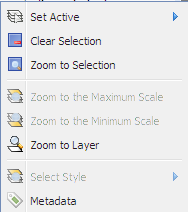 Set Active
Clear Selection
Zoom to Selection
Zoom to the Maximum Scale
Zoom to the Minimum Scale
Zoom to Layer
Select Style
Metadata